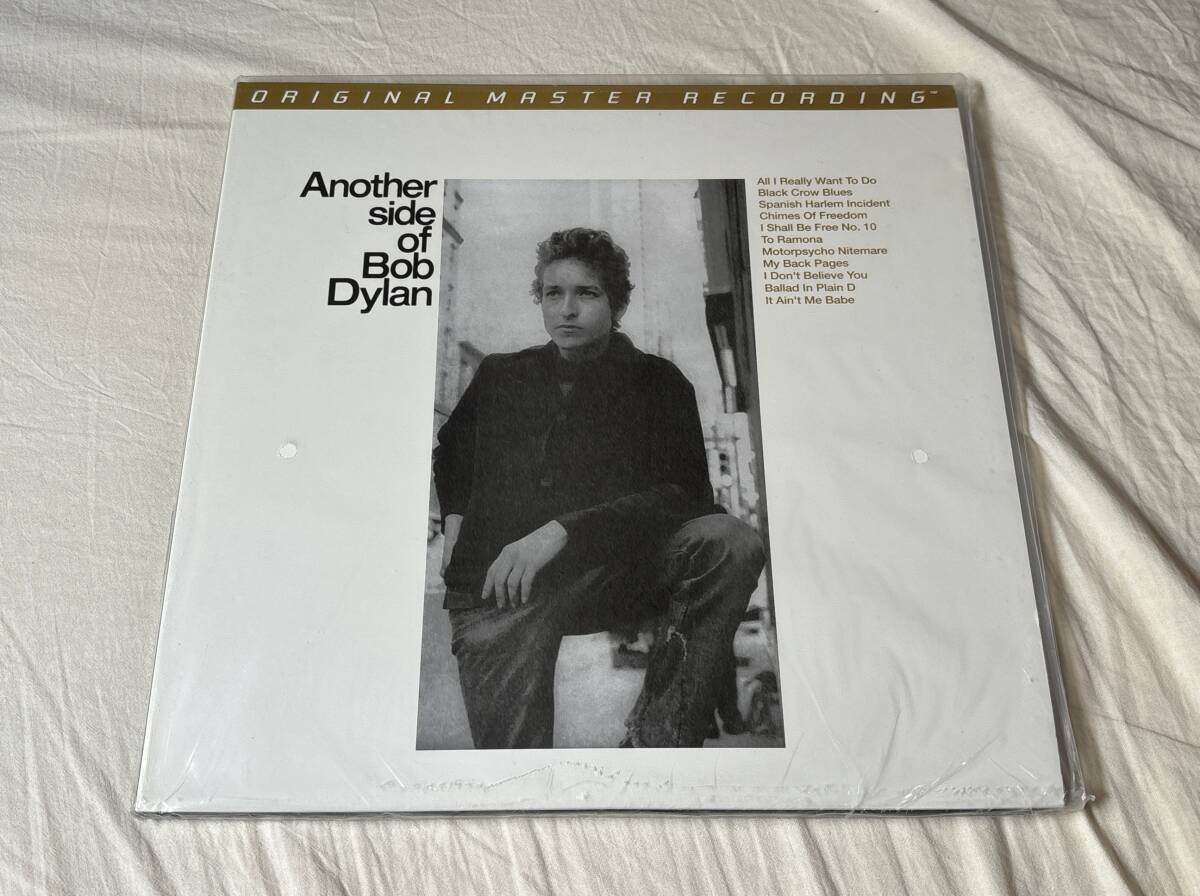 ORIGINAL MASTER RECORDING™
Another
side
of
Bob
Dylan
All I Really Want To Do
Black Crow Blues
Spanish Harlem Incident
Chimes Of Freedom
I Shall Be Free No. 10
To Ramona
Motorpsycho Nitemare
My Back Pages
I Don't Believe You
Ballad In Plain D
It Ain't Me Babe